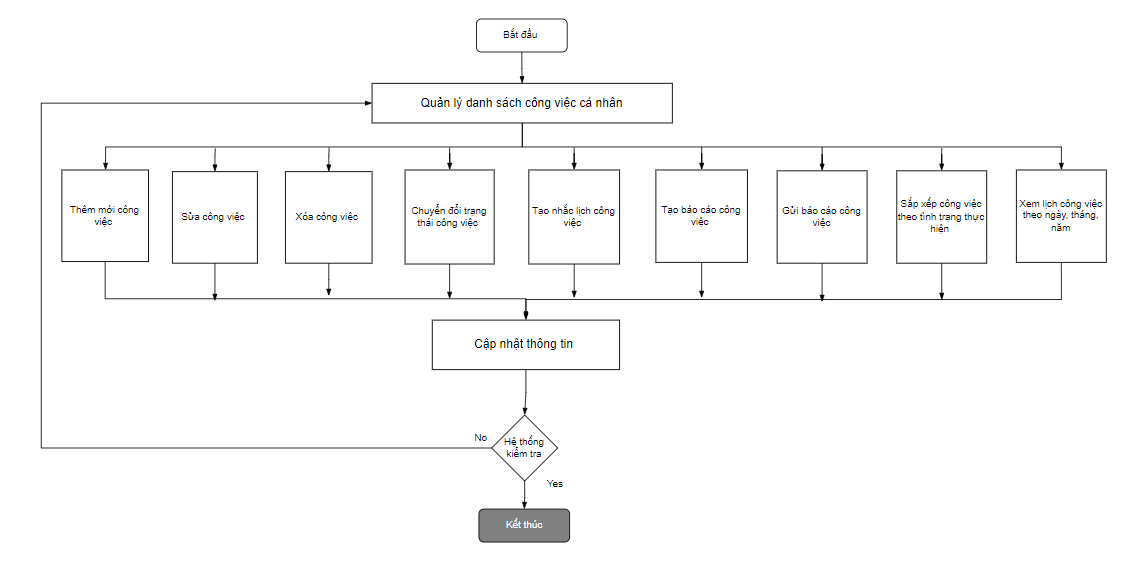 Bắt đầu
Quản lý danh sách công việc cá nhân
Thêm mới công
việc
Sửa công việc
Xóa công việc
Chuyển đổi trạng
thái công việc
Tạo nhắc lịch công
việc
Tạo báo cáo công
việc
Gửi báo cáo công
việc
Sắp xếp công việc
theo tình trạng thực
hiện
Xem lịch công việc
theo ngày, tháng,
năm
Cập nhật thông tin
No
Hệ thống
kiểm tra
Yes
Kết thúc